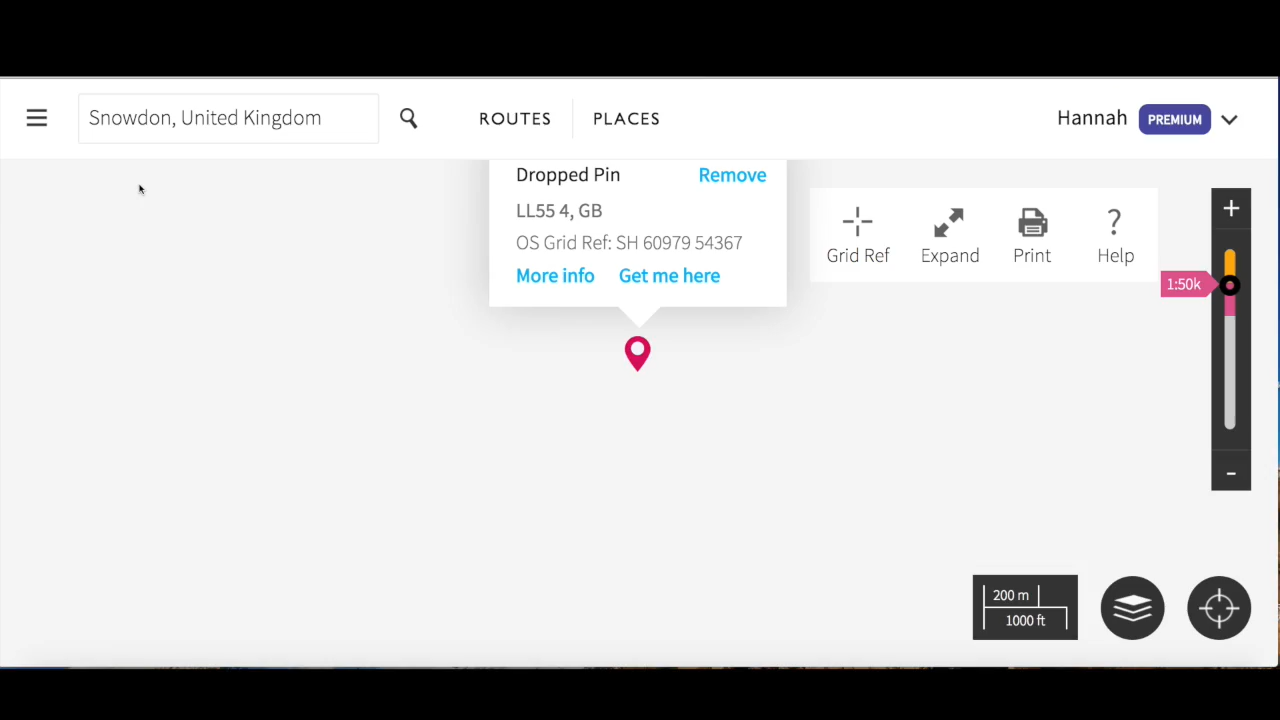 Snowdon, United Kingdom
ROUTES
PLACES
Hannah
PREMIUM
Dropped Pin
Remove
LL55 4, GB
OS Grid Ref: SH 60979 54367
More info
Get me here
Grid Ref
Expand
Print
?
Help
+
1:50k
-
200 m
1000 ft